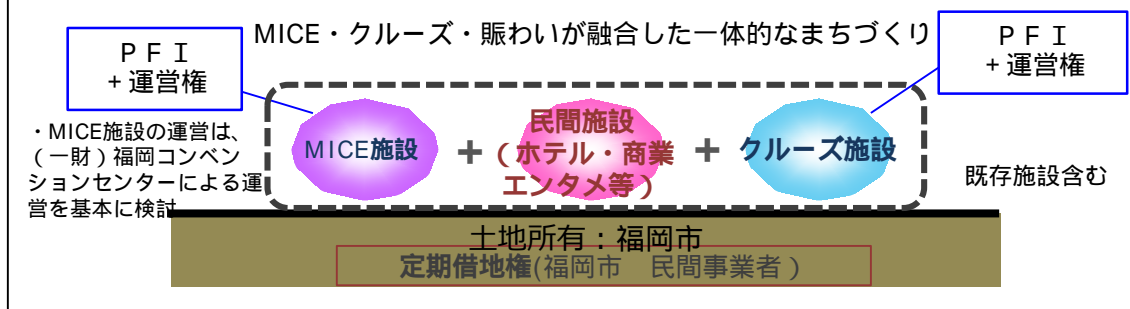 MICE・クルーズ・賑わいが融合した一体的なまちづくり
ＰＦＩ
+運営権
ＰＦＩ
+運営権
・MICE施設の運営は、
（一財）福岡コンベン
ションセンターによる運
営を基本に検討
MICE施設
+
民間施設
（ホテル・商業
エンタメ等）
+
クルーズ施設
既存施設含む
土地所有：福岡市
定期借地権(福岡市　民間事業者）